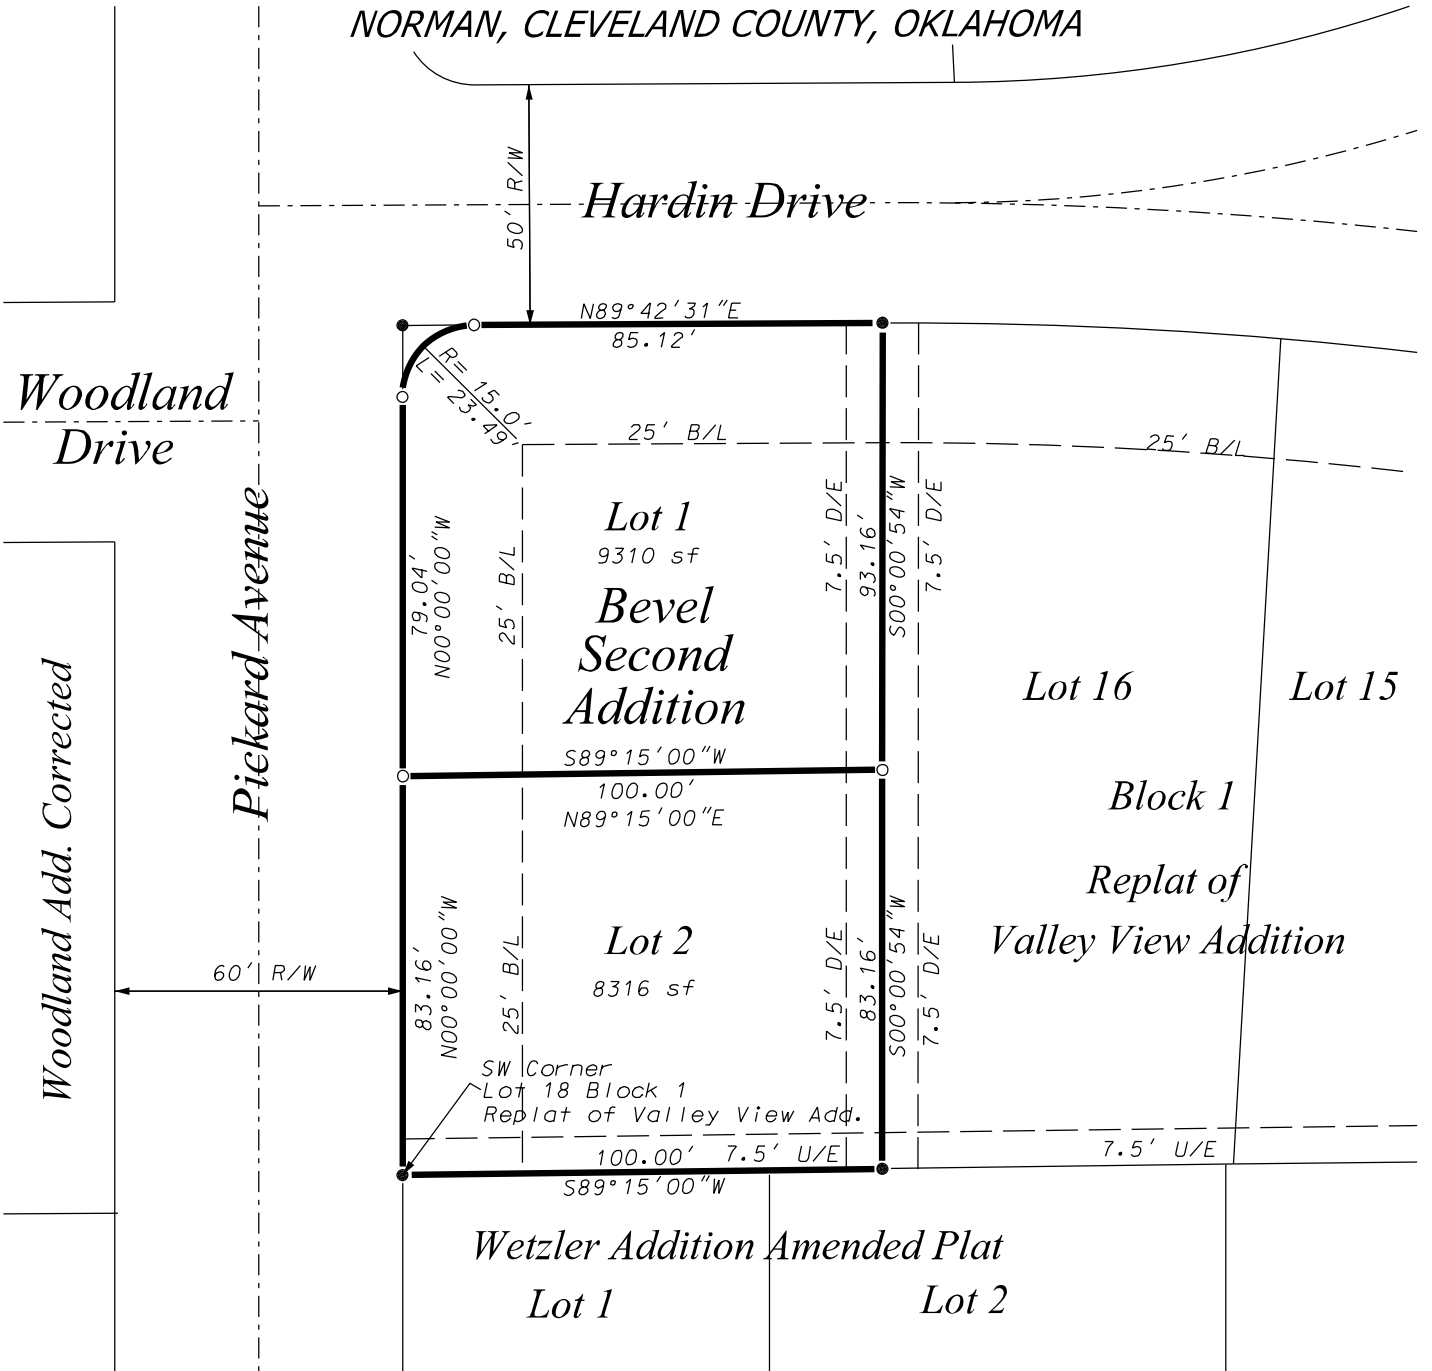 NORMAN, CLEVELAND COUNTY, OKLAHOMA
50' R/W
Hardin Drive
N89°42'31"E
85.12'
R= 15.0'
L = 23.49'
Woodland
Drive
25' B/L
25' B/L
Lot 1
9310 sf
Bevel
Second
Addition
79.04'
N00°00'00"W
25' B/L
7.5' D/E
93.16'
S00°00'54"W
7.5' D/E
Pickard Avenue
Woodland Add. Corrected
Lot 16
Lot 15
S89°15'00"W
100.00'
N89°15'00"E
Block 1
Replat of
Valley View Addition
Lot 2
8316 sf
60' R/W
83.16'
N00°00'00"W
25' B/L
7.5' D/E
83.16'
S00°00'54"W
7.5' D/E
SW Corner
Lot 18 Block 1
Replat of Valley View Add.
100.00'
7.5' U/E
7.5' U/E
S89°15'00"W
Wetzler Addition Amended Plat
Lot 1
Lot 2